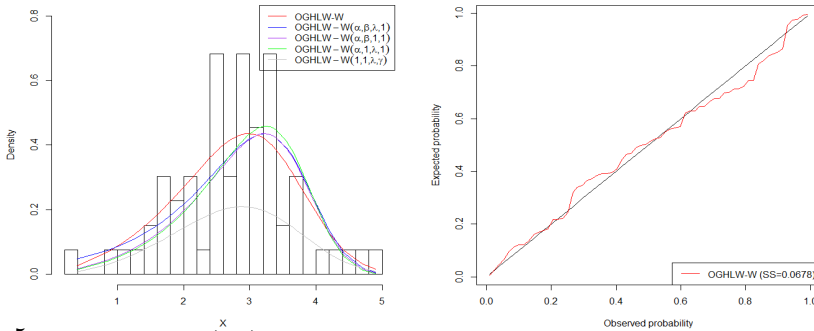 OGHLW-W
OGHLW-W(α,β,λ,1)
OGHLW-W(α,β,1,1)
OGHLW-W(α,1,λ,1)
OGHLW-W(1,1,λ,γ)
Density
0.0
0.2
0.4
0.6
0.8
1
2
3
4
5
X
Expected probability
0.0
0.2
0.4
0.6
0.8
1.0
OGHLW-W (SS=0.0678)
0.0
0.2
0.4
0.6
0.8
1.0
Observed probability